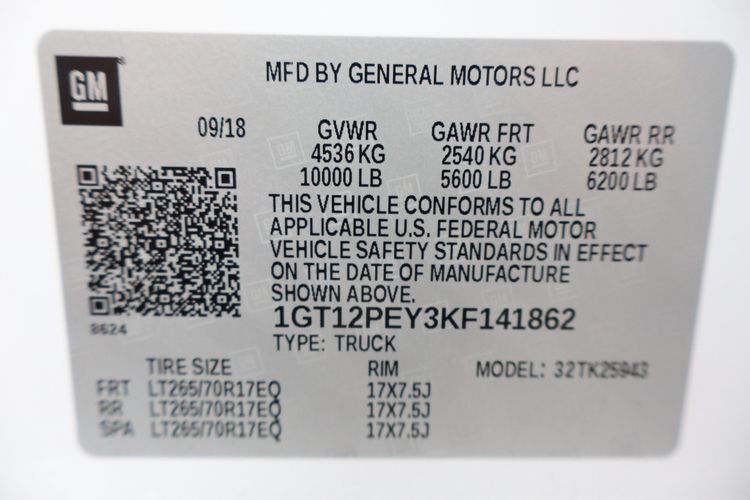 GM
MFD BY GENERAL MOTORS LLC
09/18 GVWR GAWR FRT GAWR RR
4536 KG 2540 KG 2812 KG
10000 LB 5600 LB 6200 LB
THIS VEHICLE CONFORMS TO ALL
APPLICABLE U.S. FEDERAL MOTOR
VEHICLE SAFETY STANDARDS IN EFFECT
ON THE DATE OF MANUFACTURE
SHOWN ABOVE.
8624
1GT12PEY3KF141862
TYPE: TRUCK
TIRE SIZE RIM MODEL: 32TK25943
FRT LT265/70R17EQ 17X7.5J
RR LT265/70R17EQ 17X7.5J
SPA LT265/70R17EQ 17X7.5J